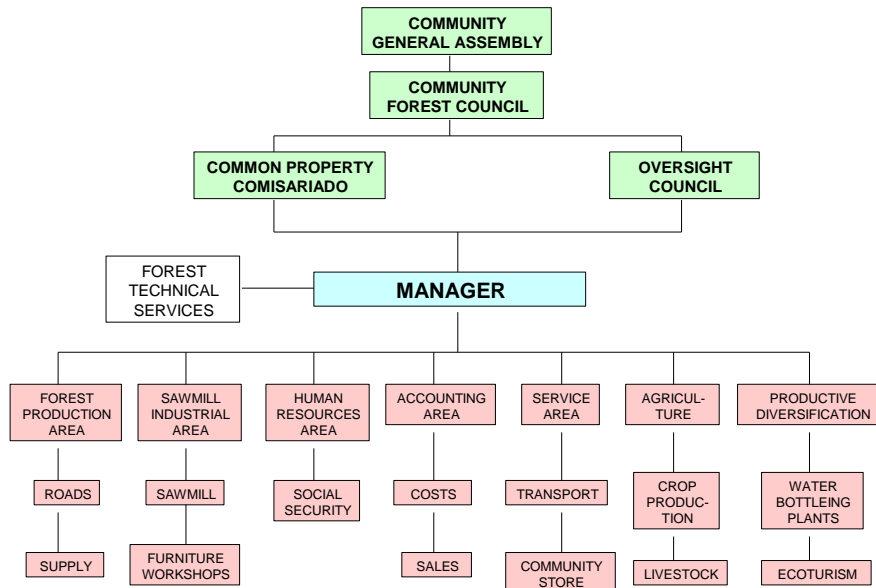 COMMUNITY
GENERAL ASSEMBLY
COMMUNITY
FOREST COUNCIL
COMMON PROPERTY
COMISARIADO
OVERSIGHT
COUNCIL
FOREST
TECHNICAL
SERVICES
MANAGER
FOREST
PRODUCTION
AREA
SAWMILL
INDUSTRIAL
AREA
HUMAN
RESOURCES
AREA
ACCOUNTING
AREA
SERVICE
AREA
AGRICUL-
TURE
PRODUCTIVE
DIVERSIFICATION
ROADS
SAWMILL
SOCIAL
SECURITY
COSTS
TRANSPORT
CROP
PRODUC-
TION
WATER
BOTTLEING
PLANTS
SUPPLY
FURNITURE
WORKSHOPS
SALES
COMMUNITY
STORE
LIVESTOCK
ECOTURISM